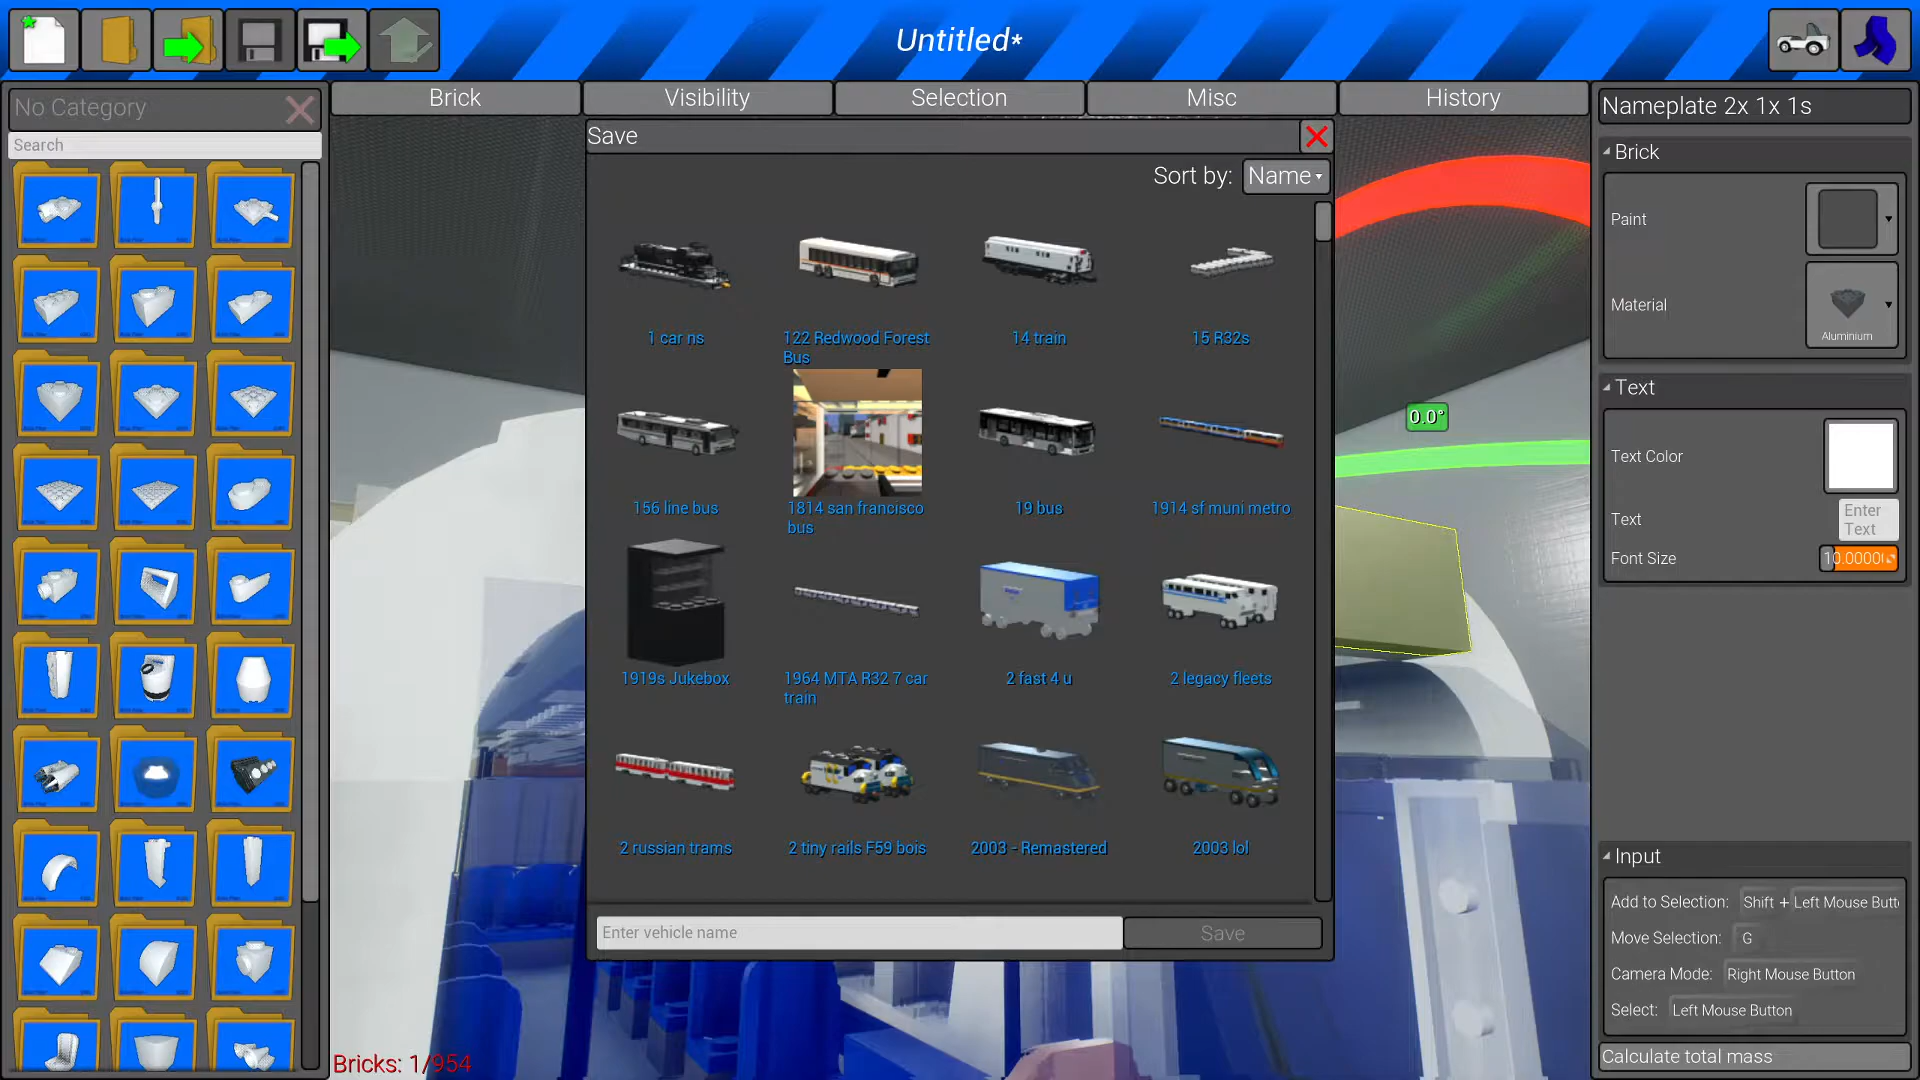 Untitled*
No Category
Search
Brick
Visibility
Selection
Misc
History
Save
Sort by:
Name
1 car ns
122 Redwood Forest
Bus
14 train
15 R32s
156 line bus
1814 san francisco
bus
19 bus
1914 sf muni metro
1919s Jukebox
1964 MTA R32 7 car
train
2 fast 4 u
2 legacy fleets
2 russian trams
2 tiny rails F59 bois
2003 - Remastered
2003 lol
Enter vehicle name
Save
Bricks: 1/954
0.0°
Nameplate 2x 1x 1s
Brick
Paint
Material
Aluminium
Text
Text Color
Text
Enter
Text
Font Size
10.0000
Input
Add to Selection:
Shift + Left Mouse Butt
Move Selection:
G
Camera Mode:
Right Mouse Button
Select:
Left Mouse Button
Calculate total mass